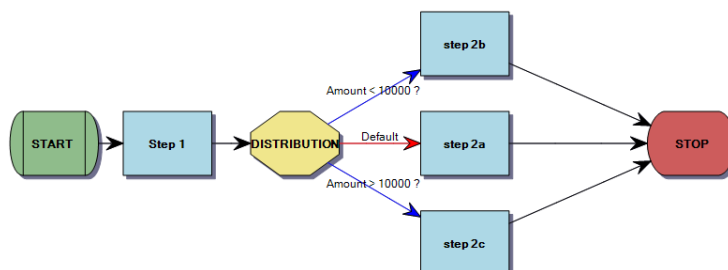 step 2b
Amount < 10000 ?
START
Step 1
DISTRIBUTION
Default
step 2a
STOP
Amount > 10000 ?
step 2c